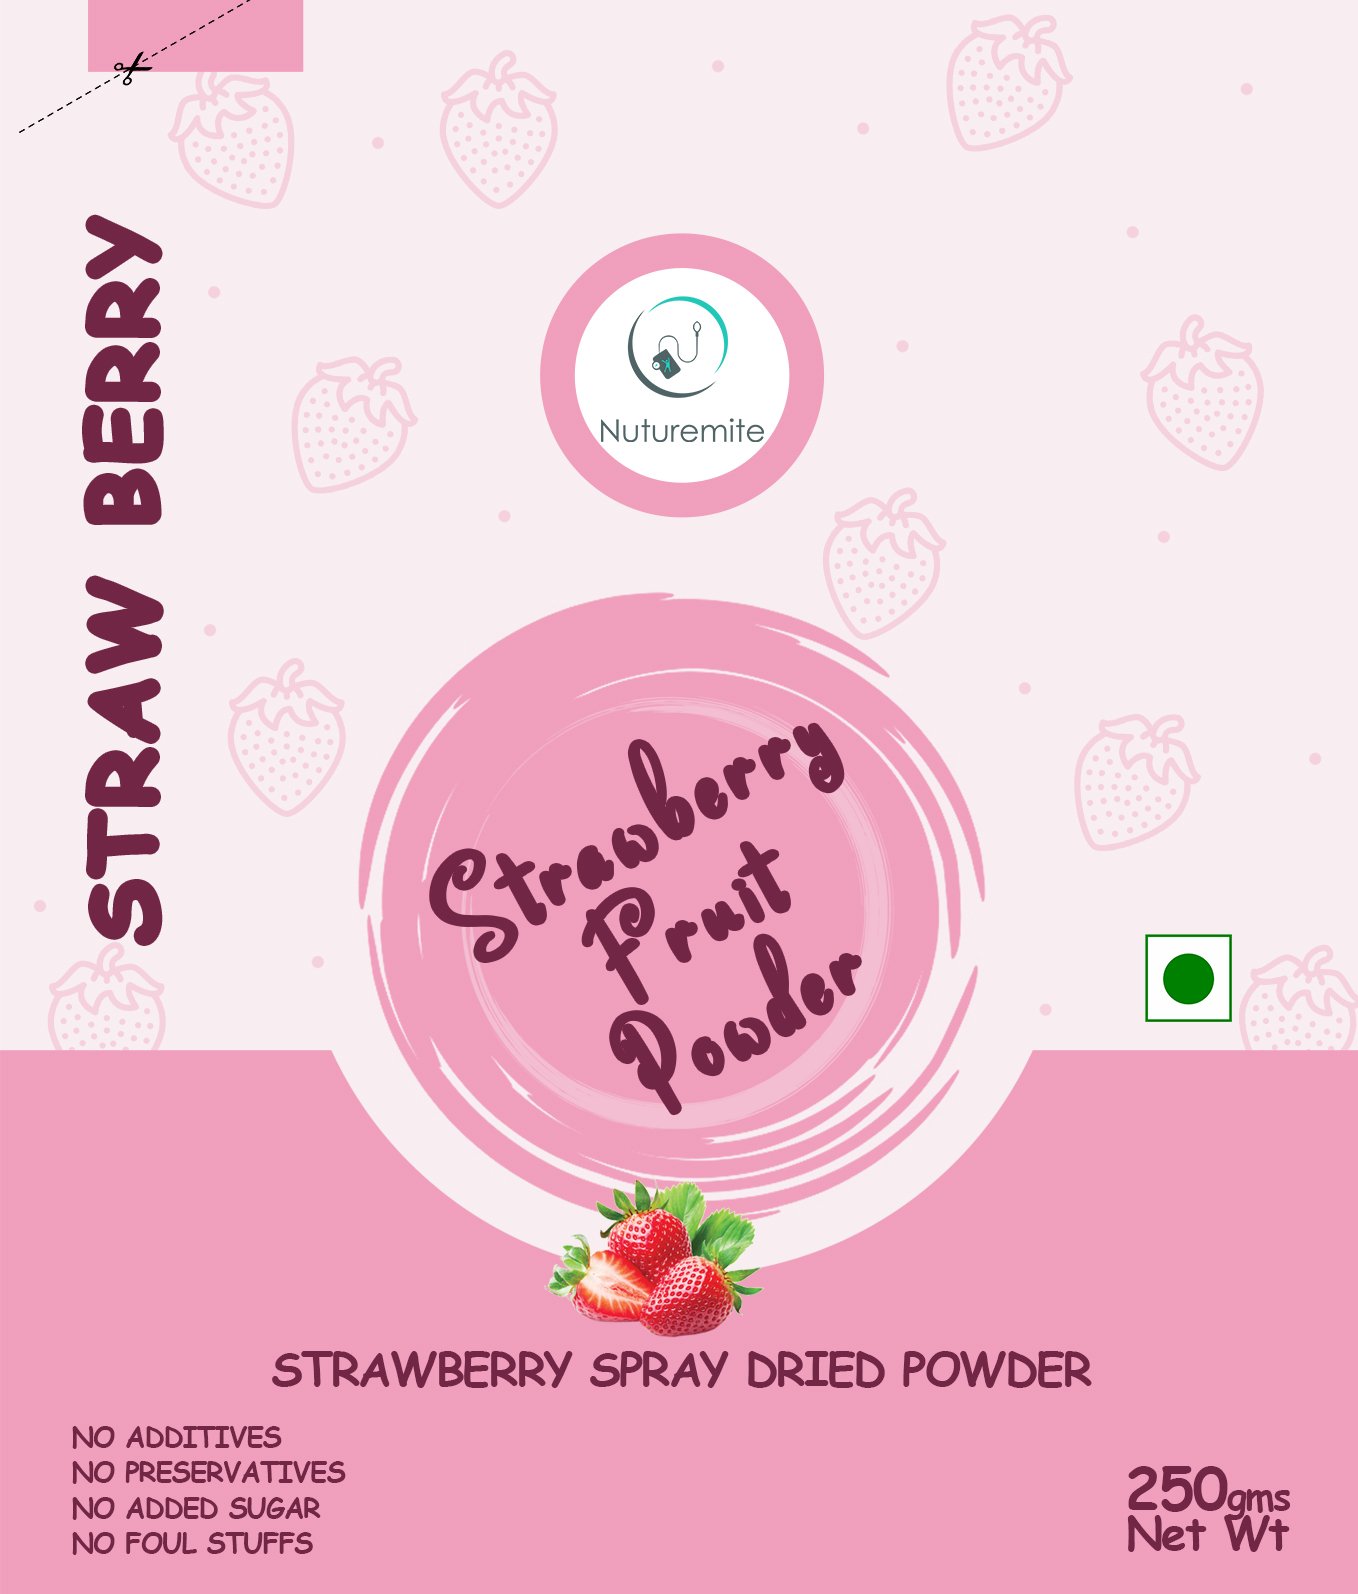 STRAW BERRY
Nuturemite
Strawberry
Fruit
Powder
STRAWBERRY SPRAY DRIED POWDER
NO ADDITIVES
NO PRESERVATIVES
NO ADDED SUGAR
NO FOUL STUFFS
250gms
Net Wt